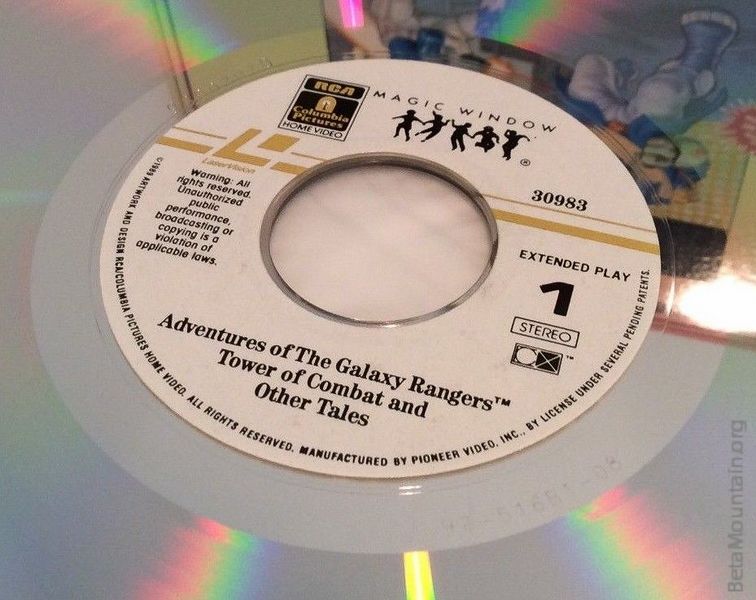 RCA
Columbia
Pictures
HOME VIDEO
MAGIC WINDOW
®
LaserVision
30983
Warning: All
rights reserved.
Unauthorized
public
performance,
broadcasting or
copying is a
violation of
applicable laws.
EXTENDED PLAY
1
STEREO
CX™
Adventures of The Galaxy Rangers™
Tower of Combat and
Other Tales
©1989 ARTWORK AND DESIGN RCA/COLUMBIA PICTURES HOME VIDEO. ALL RIGHTS RESERVED. MANUFACTURED BY PIONEER VIDEO, INC., BY LICENSE UNDER SEVERAL PENDING PATENTS.
BetaMountain.org